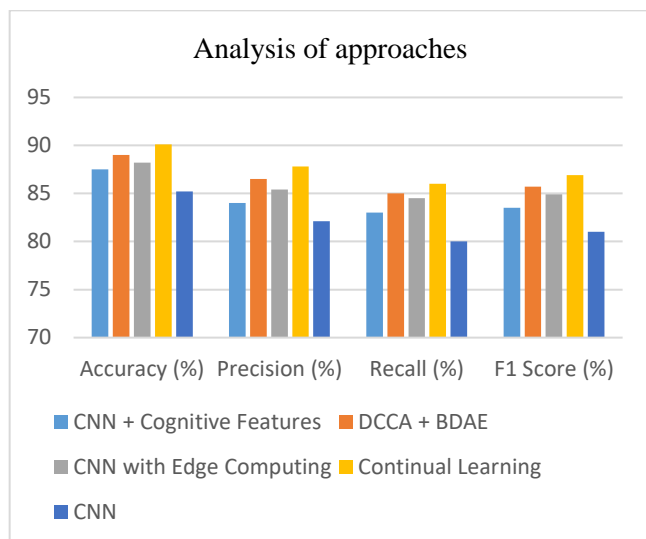 Analysis of approaches
95
90
85
80
75
70
Accuracy (%) Precision (%) Recall (%) F1 Score (%)
CNN + Cognitive Features DCCA + BDAE
CNN with Edge Computing Continual Learning
CNN